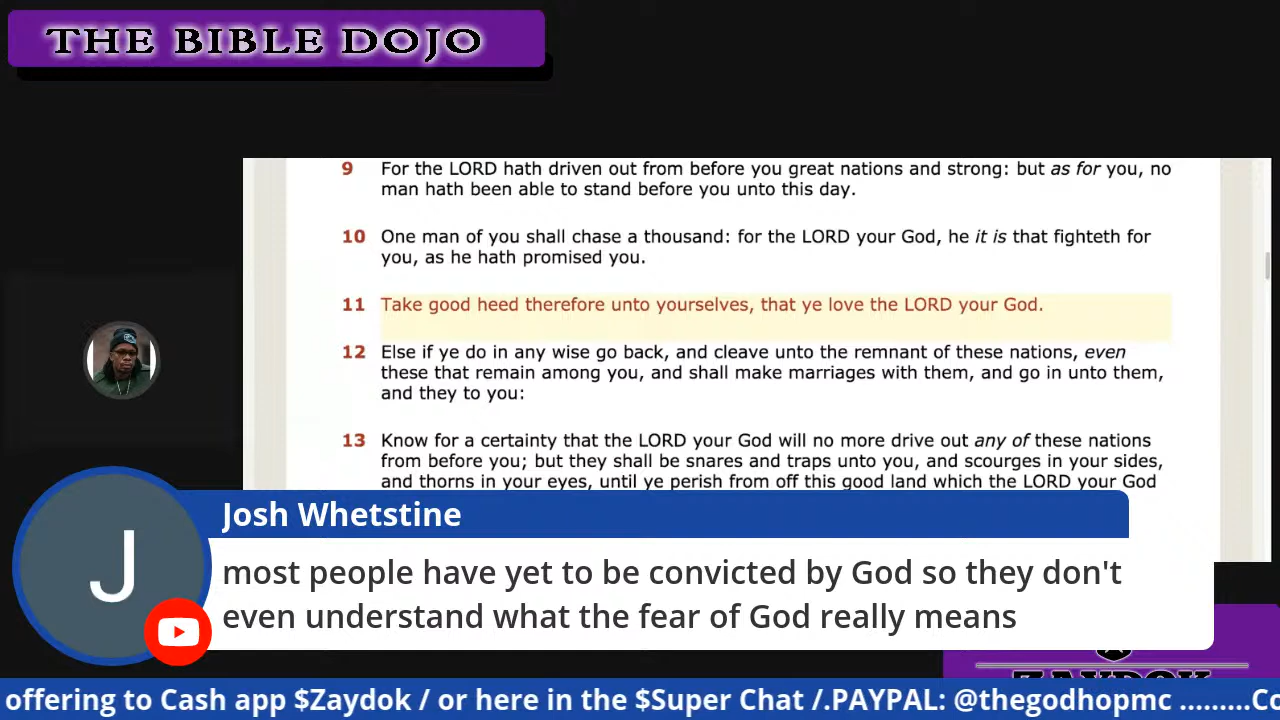 THE BIBLE DOJO
9 For the LORD hath driven out from before you great nations and strong: but as for you, no
man hath been able to stand before you unto this day.
10 One man of you shall chase a thousand: for the LORD your God, he it is that fighteth for
you, as he hath promised you.
11 Take good heed therefore unto yourselves, that ye love the LORD your God.
12 Else if ye do in any wise go back, and cleave unto the remnant of these nations, even
these that remain among you, and shall make marriages with them, and go in unto them,
and they to you:
13 Know for a certainty that the LORD your God will no more drive out any of these nations
from before you; but they shall be snares and traps unto you, and scourges in your sides,
and thorns in your eyes, until ye perish from off this good land which the LORD your God
J
Josh Whetstine
most people have yet to be convicted by God so they don't
even understand what the fear of God really means
ZAYDOK
offering to Cash app $Zaydok / or here in the $Super Chat /.PAYPAL: @thegodhopmc .........Co